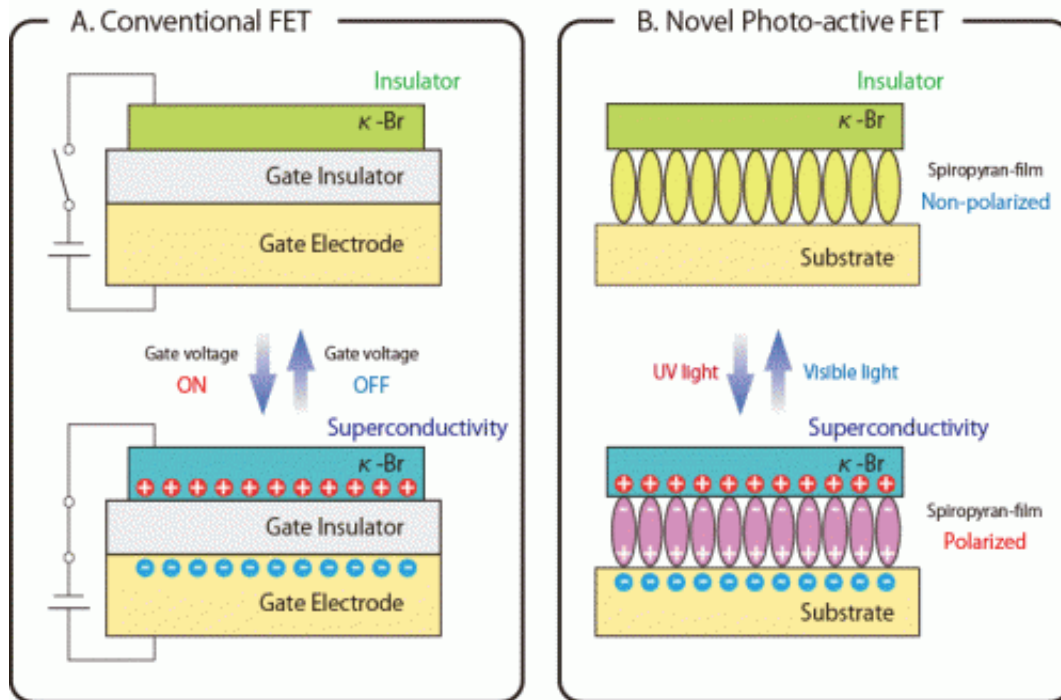 A. Conventional FET
Insulator
κ-Br
Gate Insulator
Gate Electrode
Gate voltage
ON
Gate voltage
OFF
Superconductivity
κ-Br
+ + + + + + + + + + +
Gate Insulator
- - - - - - - - - - -
Gate Electrode
B. Novel Photo-active FET
Insulator
κ-Br
Spiropyran-film
Non-polarized
Substrate
UV light
Visible light
Superconductivity
κ-Br
+ + + + + + + + + + +
- - - - - - - - - - -
Spiropyran-film
Polarized
+ + + + + + + + + + +
- - - - - - - - - - -
Substrate